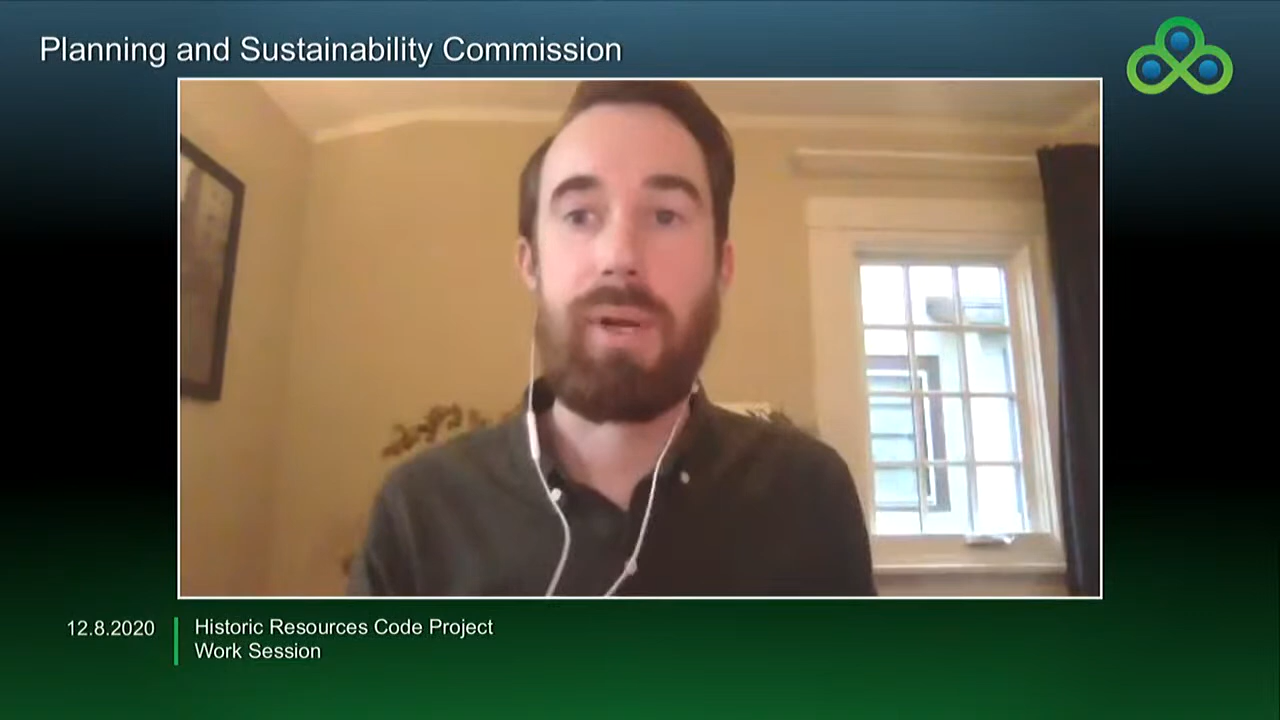 Planning and Sustainability Commission
12.8.2020
Historic Resources Code Project
Work Session